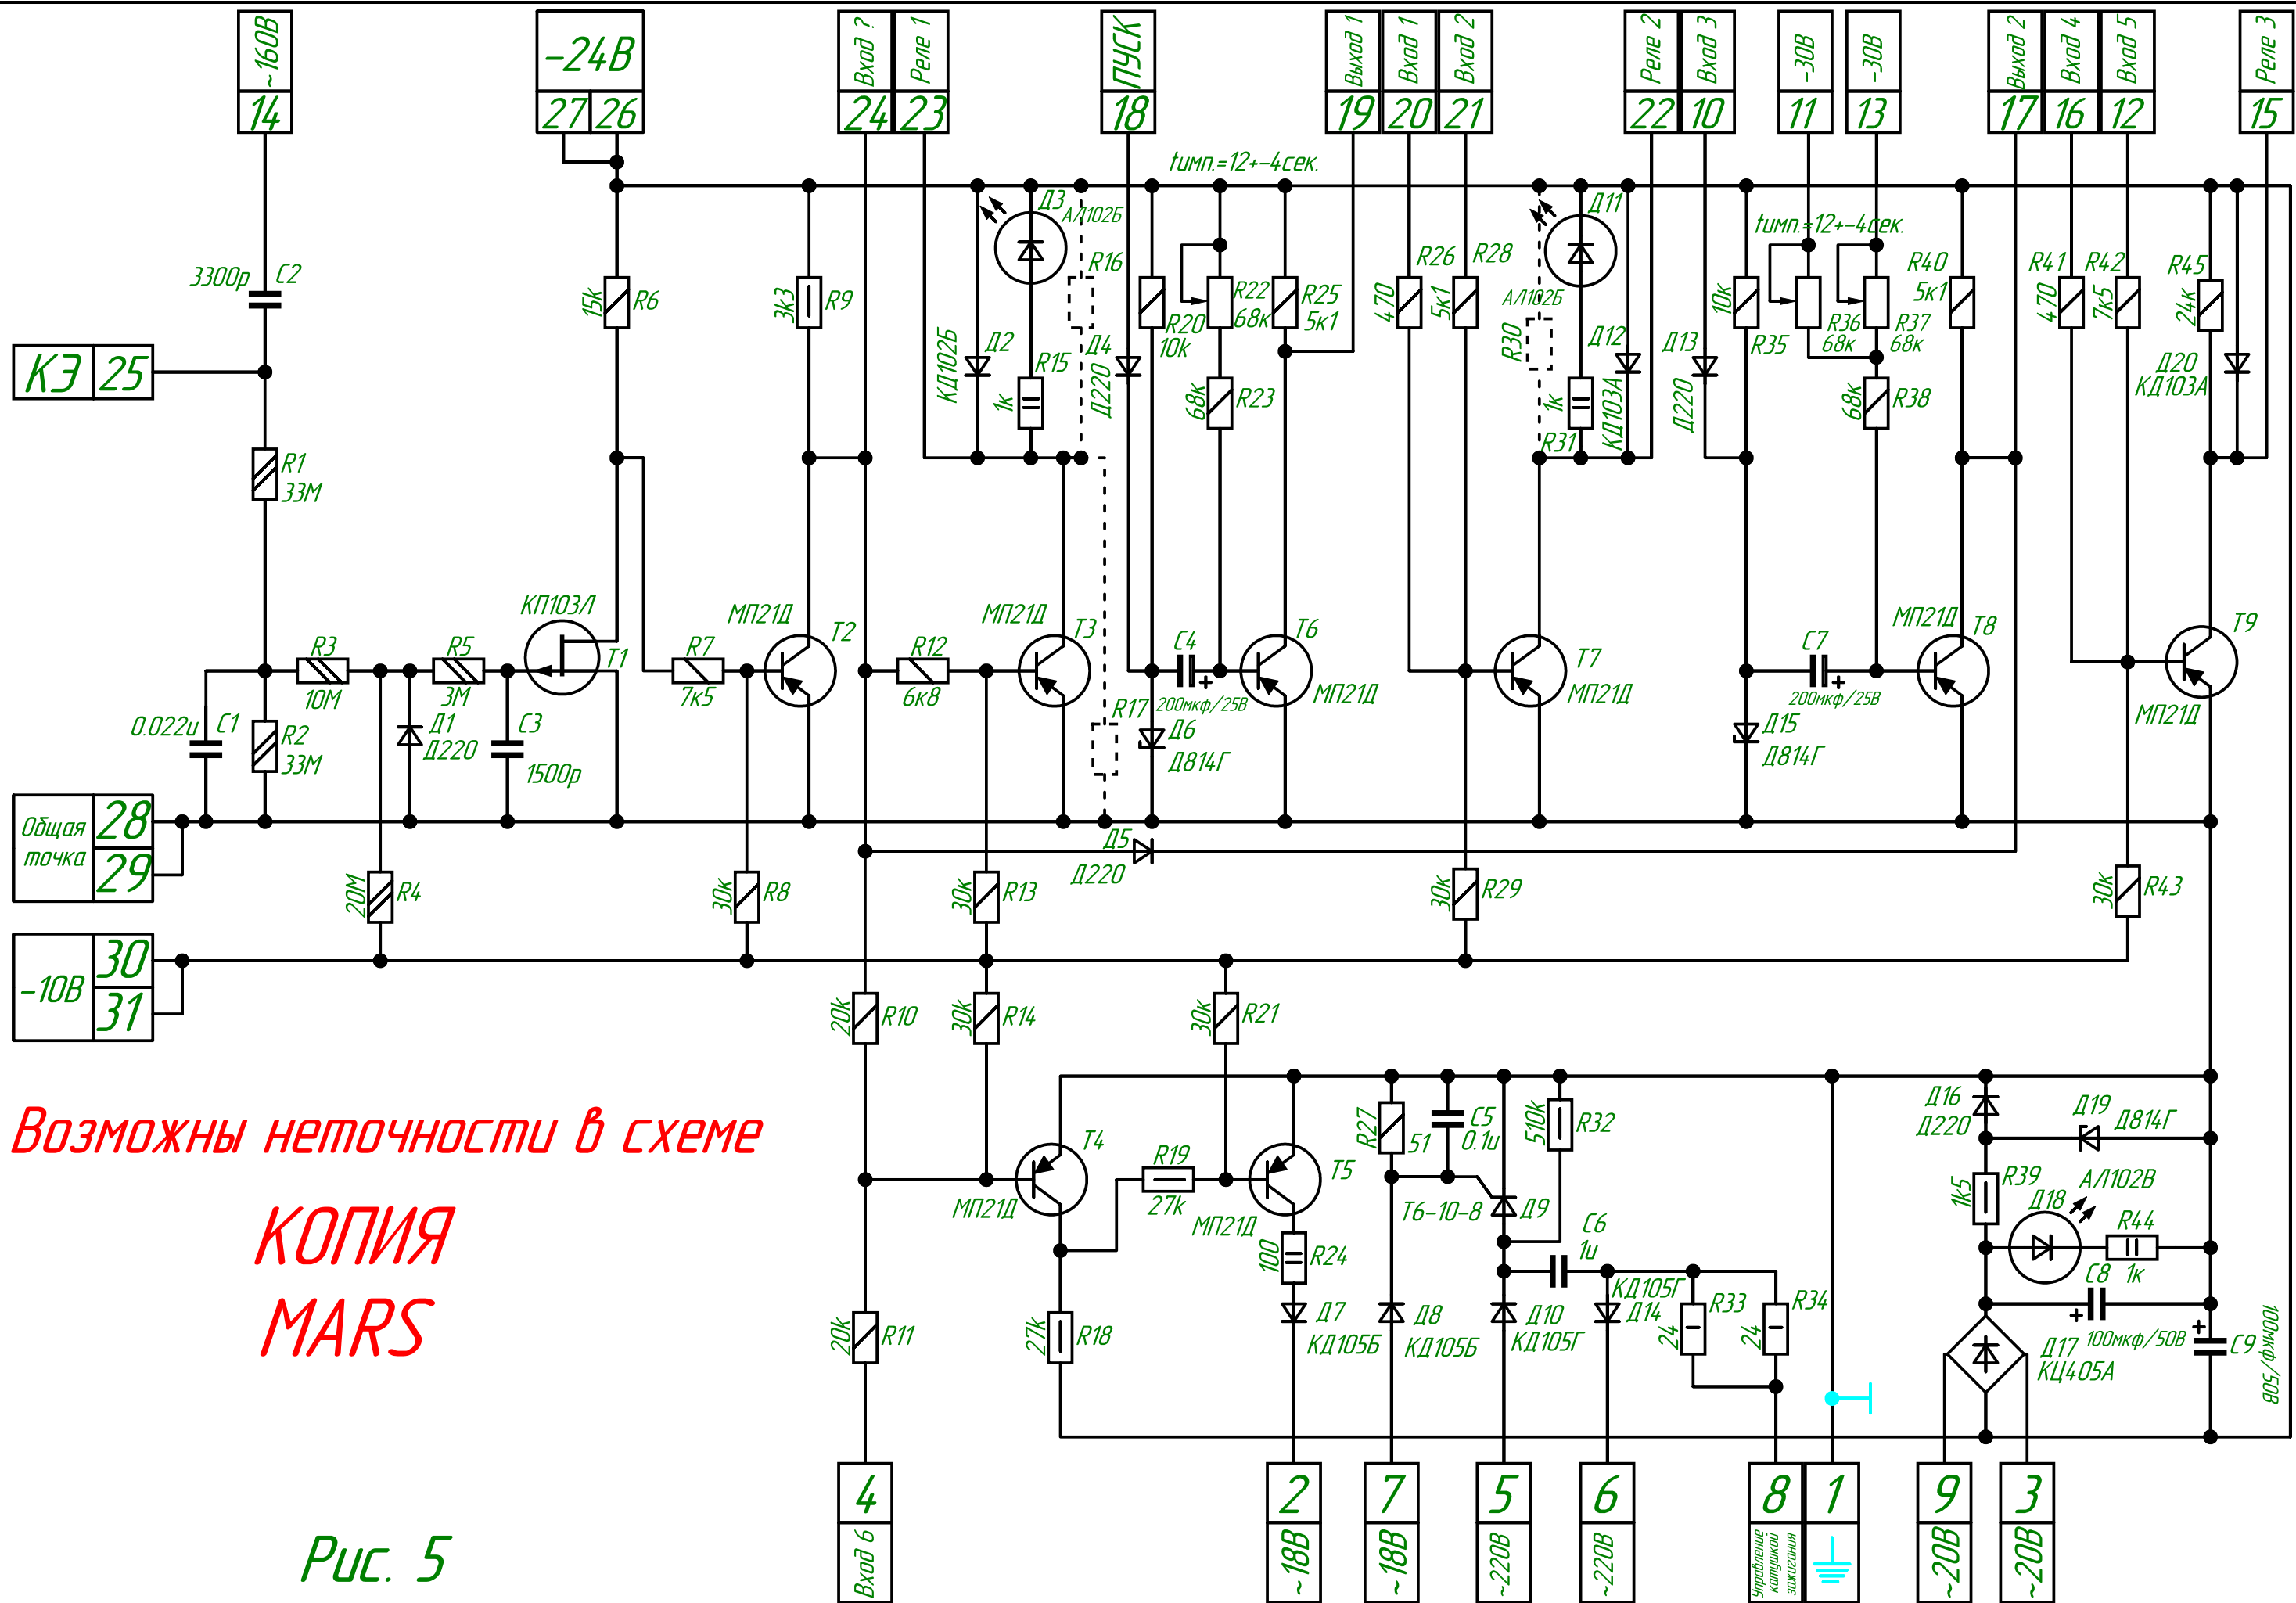 ~160В
14
-24В
27
26
Вход ?
24
Реле 1
23
ПУСК
18
Выход 1
19
Вход 1
20
Вход 2
21
Реле 2
22
Вход 3
10
-30В
11
-30В
13
Выход 2
17
Вход 4
16
Вход 5
12
Реле 3
15
tимп.=12+-4сек.
tимп.=12+-4сек.
3300р
С2
КЭ
25
R1
33М
15к
R6
3к3
R9
КД102Б
Д2
Д3
АЛ102Б
R15
1к
R16
Д4
Д220
R20
10k
R22
68к
68к
R23
R25
5к1
R26
470
R28
5к1
Д11
АЛ102Б
R30
R31
1к
Д12
КД103А
Д13
Д220
10к
R35
R36
68к
R37
68к
68к
R38
R40
5к1
R41
470
R42
7к5
R45
24к
Д20
КД103А
КП103Л
Т1
R3
10М
R5
3М
0.022u
С1
R2
33М
Д1
Д220
С3
1500р
МП21Д
Т2
R7
7к5
R12
6к8
МП21Д
Т3
R17
С4
200мкф/25В
Д6
Д814Г
Т6
МП21Д
Т7
МП21Д
С7
200мкф/25В
Д15
Д814Г
МП21Д
Т8
Т9
МП21Д
Общая
точка
28
29
Д5
Д220
20М
R4
30к
R8
30к
R13
30к
R29
30к
R43
-10В
30
31
20к
R10
30К
R14
30к
R21
Возможны неточности в схеме
КОПИЯ
MARS
Рис. 5
Т4
МП21Д
R19
27k
Т5
МП21Д
R27
51
С5
0.1u
510к
R32
Т6-10-8
Д9
С6
1u
100
R24
20к
R11
27к
R18
Д7
КД105Б
Д8
КД105Б
Д10
КД105Г
КД105Г
Д14
R33
24
R34
24
Д16
Д220
Д19
Д814Г
1к5
R39
Д18
АЛ102В
R44
1к
С8
100мкф/50В
Д17
КЦ405А
С9
100мкф/50В
4
Вход 6
2
~18В
7
~18В
5
~220В
6
~220В
8
Управление
катушкой
зажигания
1
9
~20В
3
~20В